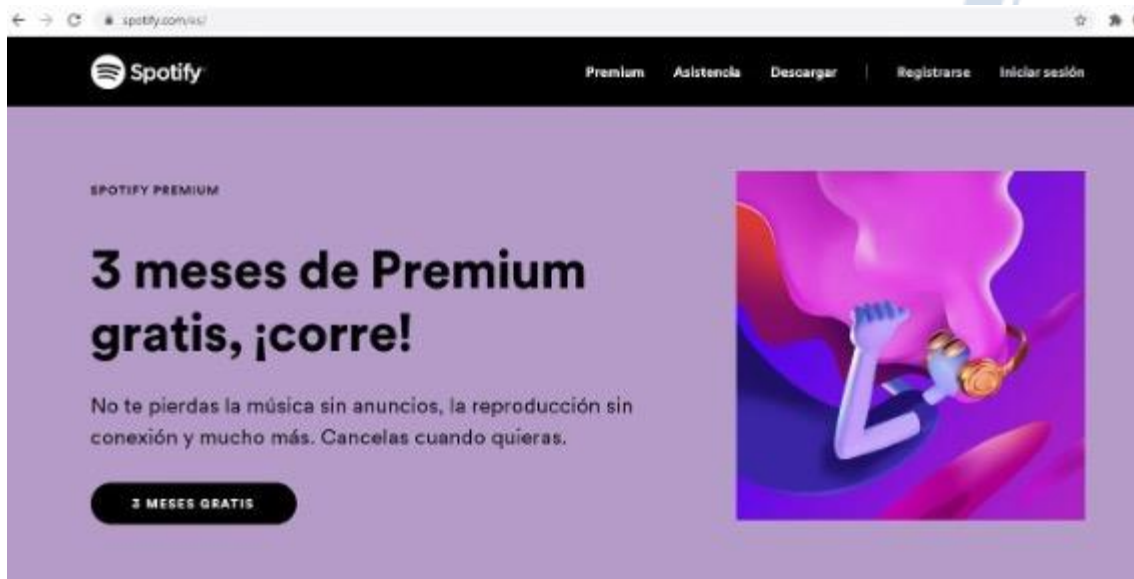 spotify.com/es/
Spotify
Premium Asistencia Descargar | Registrarse Iniciar sesión
SPOTIFY PREMIUM
3 meses de Premium
gratis, ¡corre!
No te pierdas la música sin anuncios, la reproducción sin
conexión y mucho más. Cancelas cuando quieras.
3 MESES GRATIS